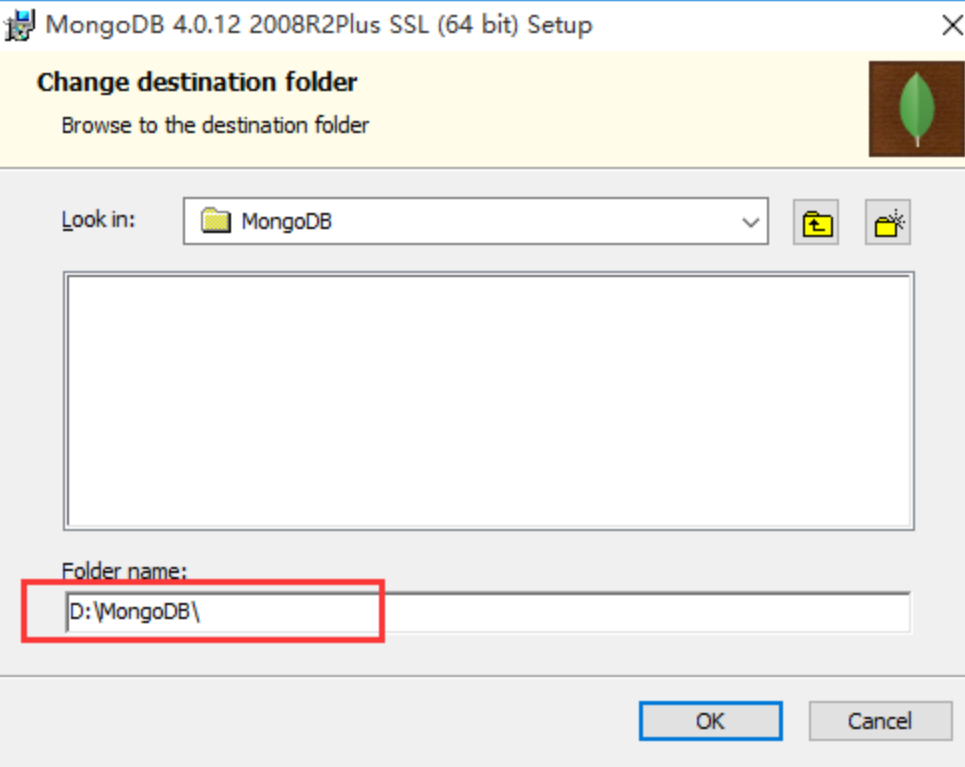 MongoDB 4.0.12 2008R2Plus SSL (64 bit) Setup
Change destination folder
Browse to the destination folder
Look in:
MongoDB
Folder name:
D:\MongoDB\
OK
Cancel